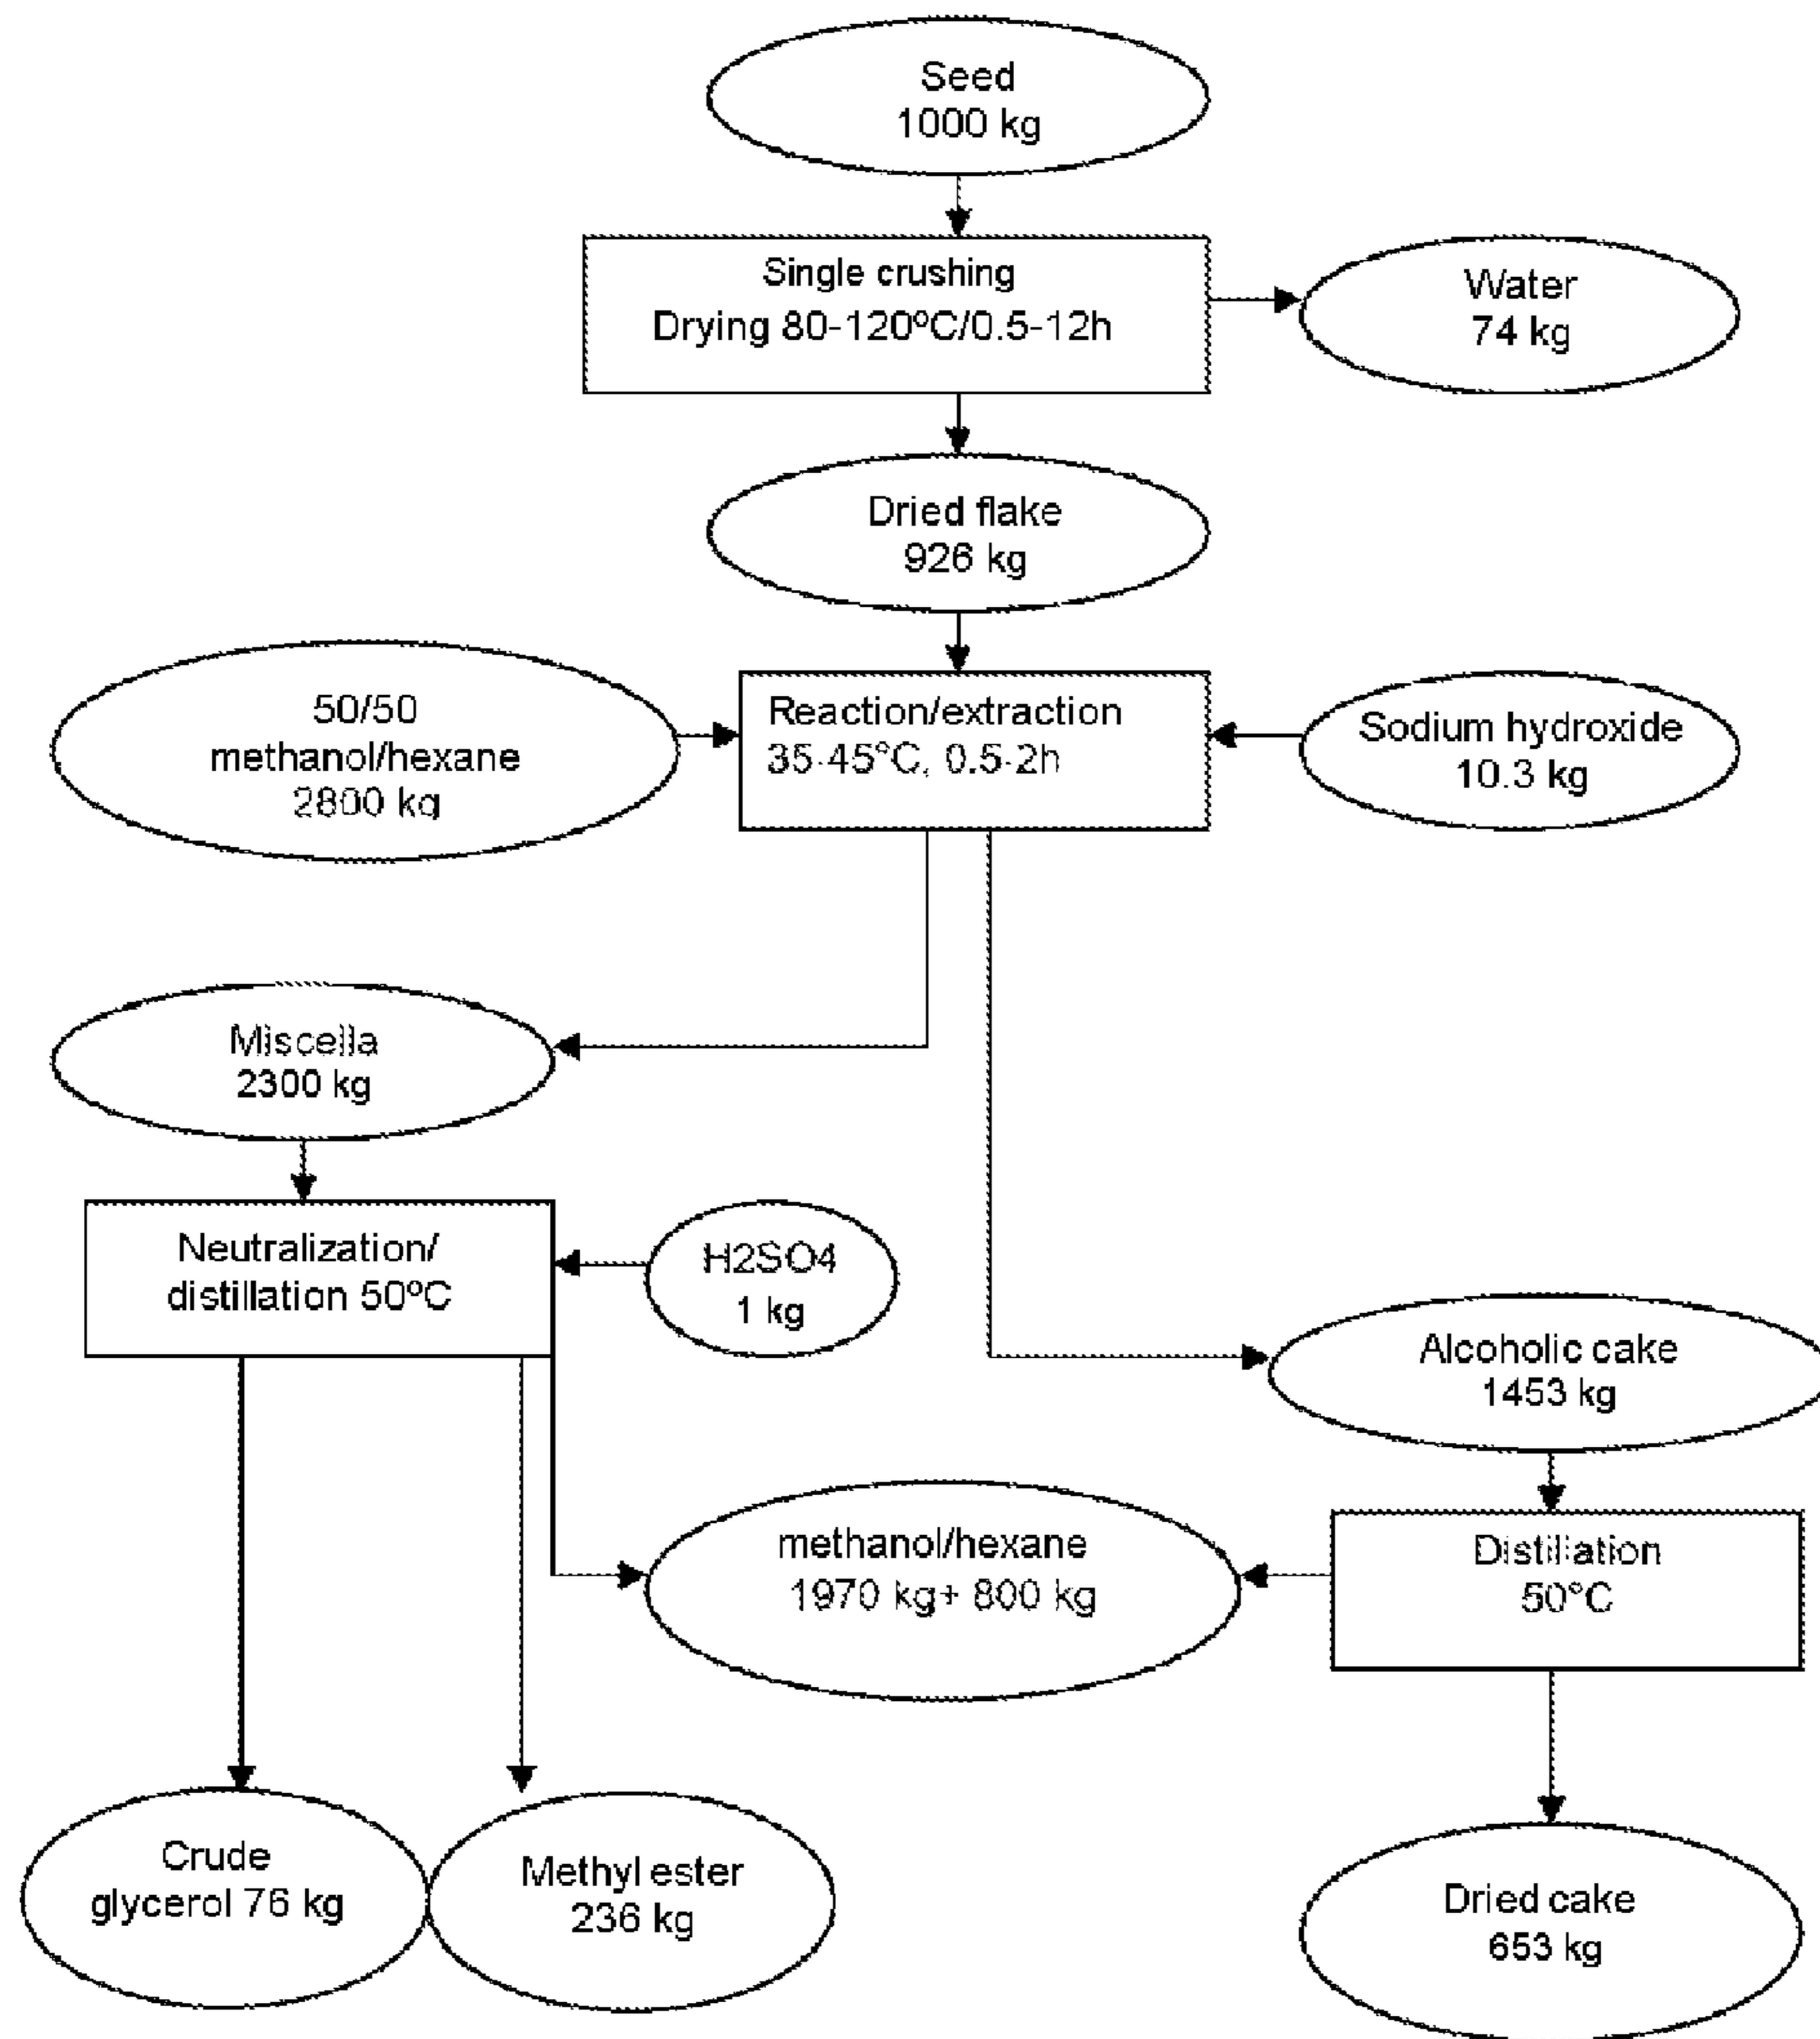 Seed
1000 kg
Single crushing
Drying 80-120ºC/0.5-12h
Water
74 kg
Dried flake
926 kg
50/50
methanol/hexane
2800 kg
Reaction/extraction
35-45°C, 0.5-2h
Sodium hydroxide
10.3 kg
Miscella
2300 kg
Neutralization/
distillation 50ºC
H2SO4
1 kg
Alcoholic cake
1453 kg
methanol/hexane
1970 kg+ 800 kg
Distillation
50°C
Crude
glycerol 76 kg
Methyl ester
236 kg
Dried cake
653 kg